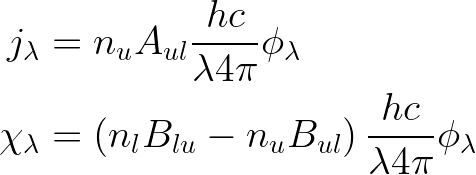 j_λ = n_u A_{ul} \frac{hc}{λ4π} ϕ_λ
χ_λ = (n_l B_{lu} − n_u B_{ul}) \frac{hc}{λ4π} ϕ_λ